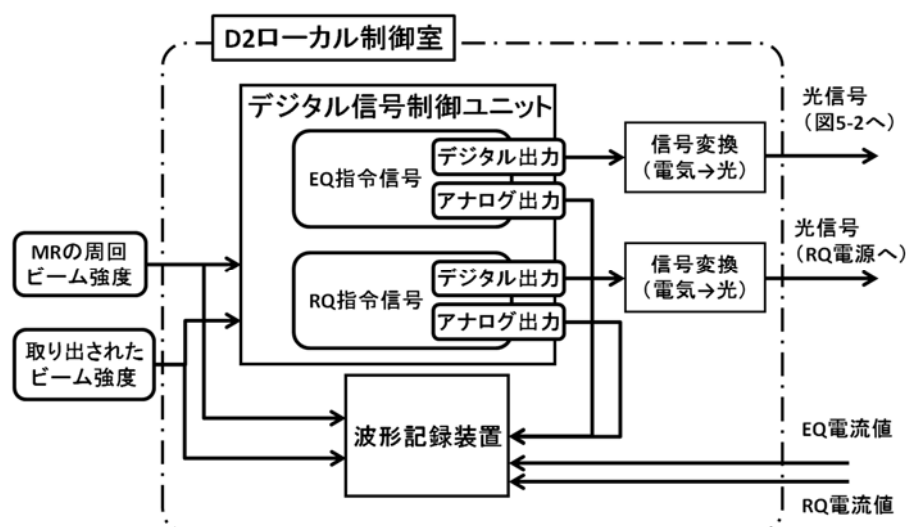 D2ローカル制御室
デジタル信号制御ユニット
EQ指令信号
デジタル出力
アナログ出力
信号変換
（電気→光）
光信号
（図5-2へ）
MRの周回
ビーム強度
RQ指令信号
デジタル出力
アナログ出力
信号変換
（電気→光）
光信号
（RQ電源へ）
取り出された
ビーム強度
波形記録装置
EQ電流値
RQ電流値